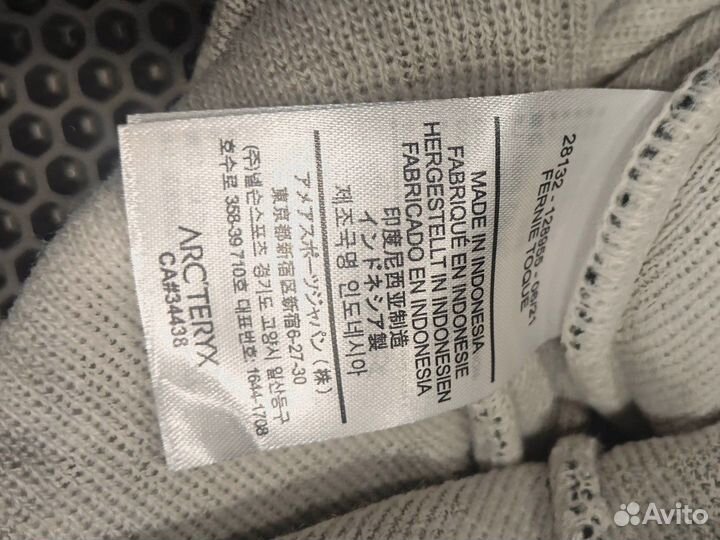 28132 -
FERNIE TOQUE
MADE IN INDONESIA
FABRIQUÉ EN INDONESIE
HERGESTELLT IN INDONESIEN
FABRICADO EN INDONESIA
印度尼西亚制造
インドネシア製
제조국명 인도네시아
アメアスポーツジャパン (株)
東京都新宿区新宿6-27-30
(주)넬슨스포츠 경기도 고양시 일산동구
호수로 358-39 710호 대표번호 1644-1708
ARC'TERYX
CA#34438
Avito